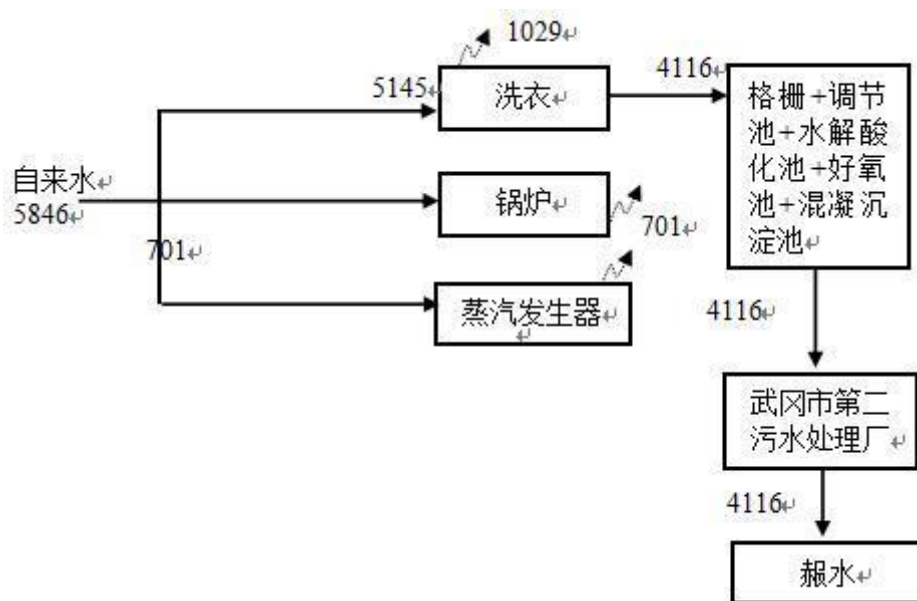 1029
5145
洗衣
4116
格栅+调节
池+水解酸
化池+好氧
池+混凝沉
淀池
自来水
5846
锅炉
701
701
蒸汽发生器
4116
武冈市第二
污水处理厂
4116
赧水